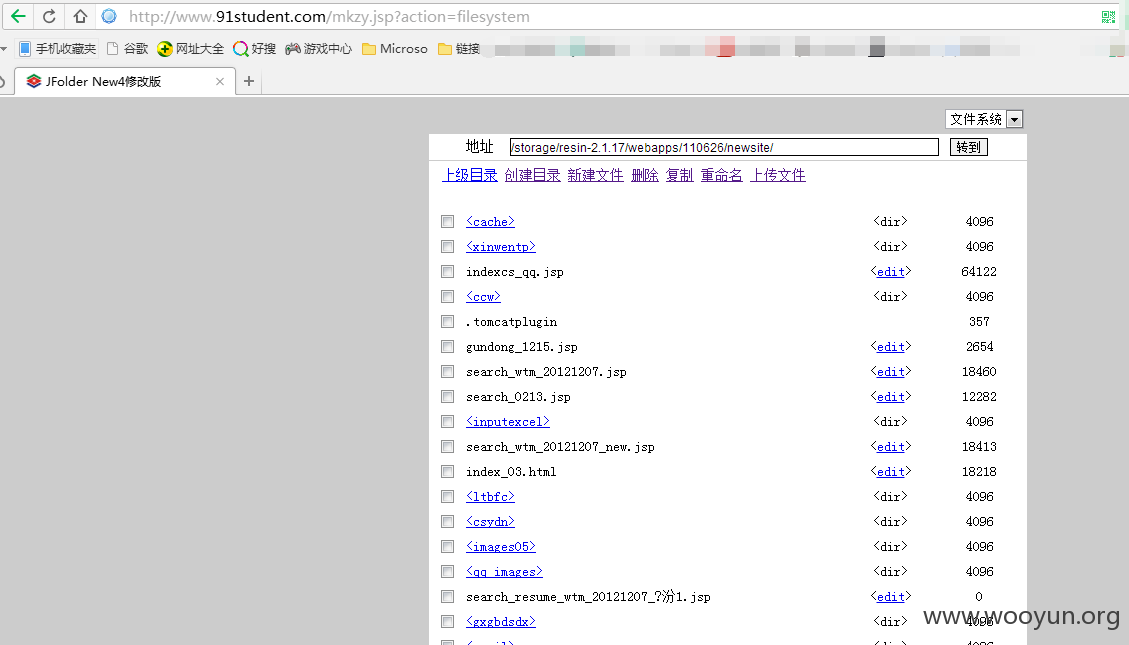 http://www.91student.com/mkzy.jsp?action=filesystem
手机收藏夹 谷歌 网址大全 好搜 游戏中心 Microso 链接
JFolder New4修改版
文件系统
地址 /storage/resin-2.1.17/webapps/110626/newsite/ 转到
上级目录 创建目录 新建文件 删除 复制 重命名 上传文件
<cache> <dir> 4096
<xinwentp> <dir> 4096
indexcs_qq.jsp <edit> 64122
<ccw> <dir> 4096
.tomcatplugin 357
gundong_1215.jsp <edit> 2654
search_wtm_20121207.jsp <edit> 18460
search_0213.jsp <edit> 12282
<inputexcel> <dir> 4096
search_wtm_20121207_new.jsp <edit> 18413
index_03.html <edit> 18218
<ltbfc> <dir> 4096
<csydn> <dir> 4096
<images05> <dir> 4096
<qq_images> <dir> 4096
search_resume_wtm_20121207_?汾1.jsp <edit> 0
<gxgbdsdx> <dir> 4096
www.wooyun.org